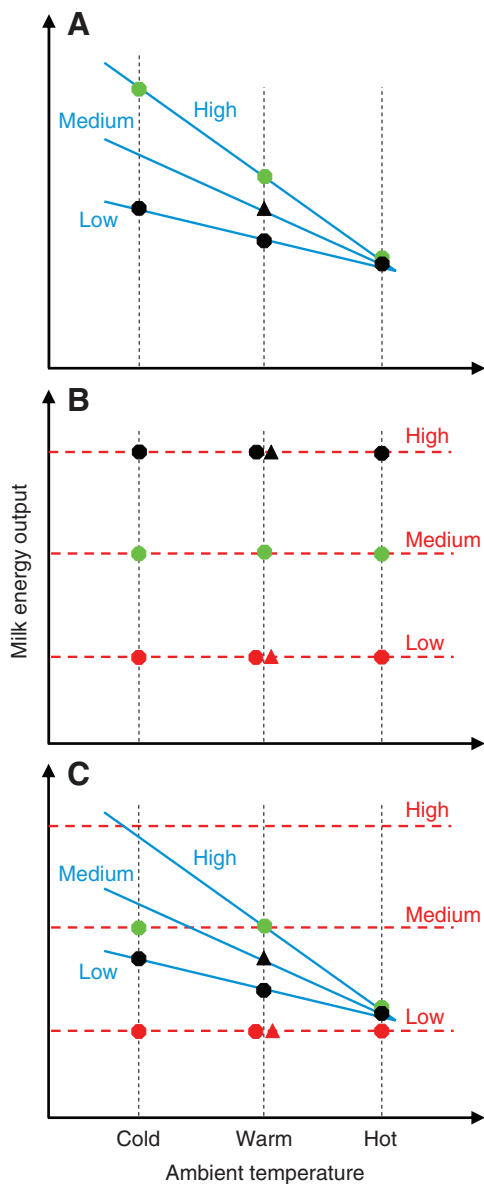 A
High
Medium
Low
B
High
Medium
Low
Milk energy output
C
High
High
Medium
Medium
Low
Low
Cold Warm Hot
Ambient temperature